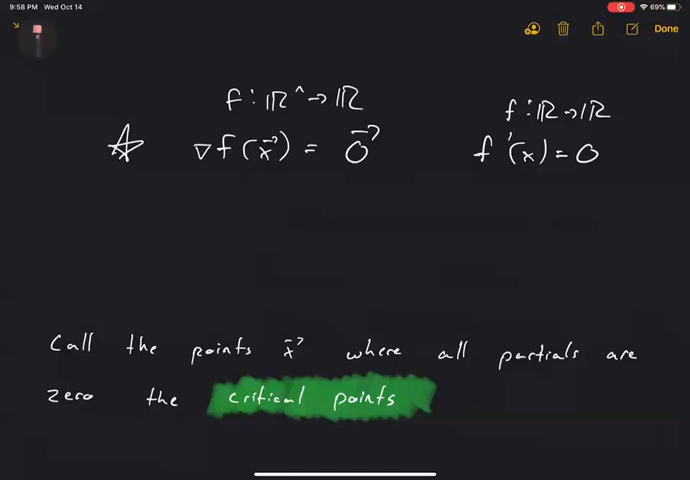 9:58 PM Wed Oct 14
69%
Done
f : ℝ^n → ℝ
f : ℝ → ℝ
☆ ∇f(x⃗) = 0⃗
f'(x) = 0
Call the points x⃗ where all partials are
zero the critical points